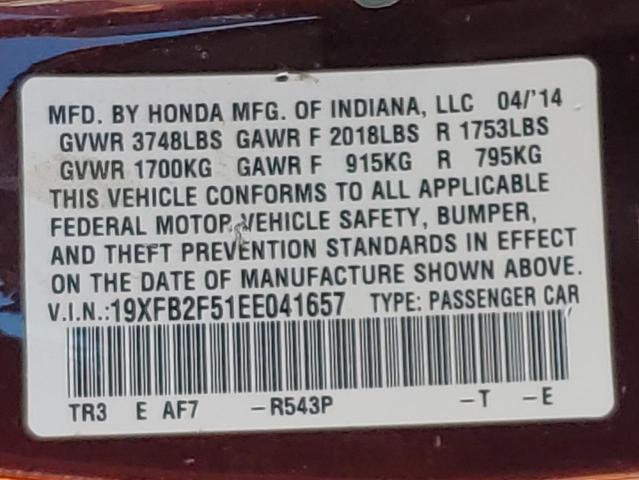 MFD. BY HONDA MFG. OF INDIANA, LLC 04/'14
GVWR 3748LBS GAWR F 2018LBS R 1753LBS
GVWR 1700KG GAWR F 915KG R 795KG
THIS VEHICLE CONFORMS TO ALL APPLICABLE
FEDERAL MOTOR VEHICLE SAFETY, BUMPER,
AND THEFT PREVENTION STANDARDS IN EFFECT
ON THE DATE OF MANUFACTURE SHOWN ABOVE.
V.I.N.:19XFB2F51EE041657 TYPE: PASSENGER CAR
TR3 E AF7 -R543P -T -E